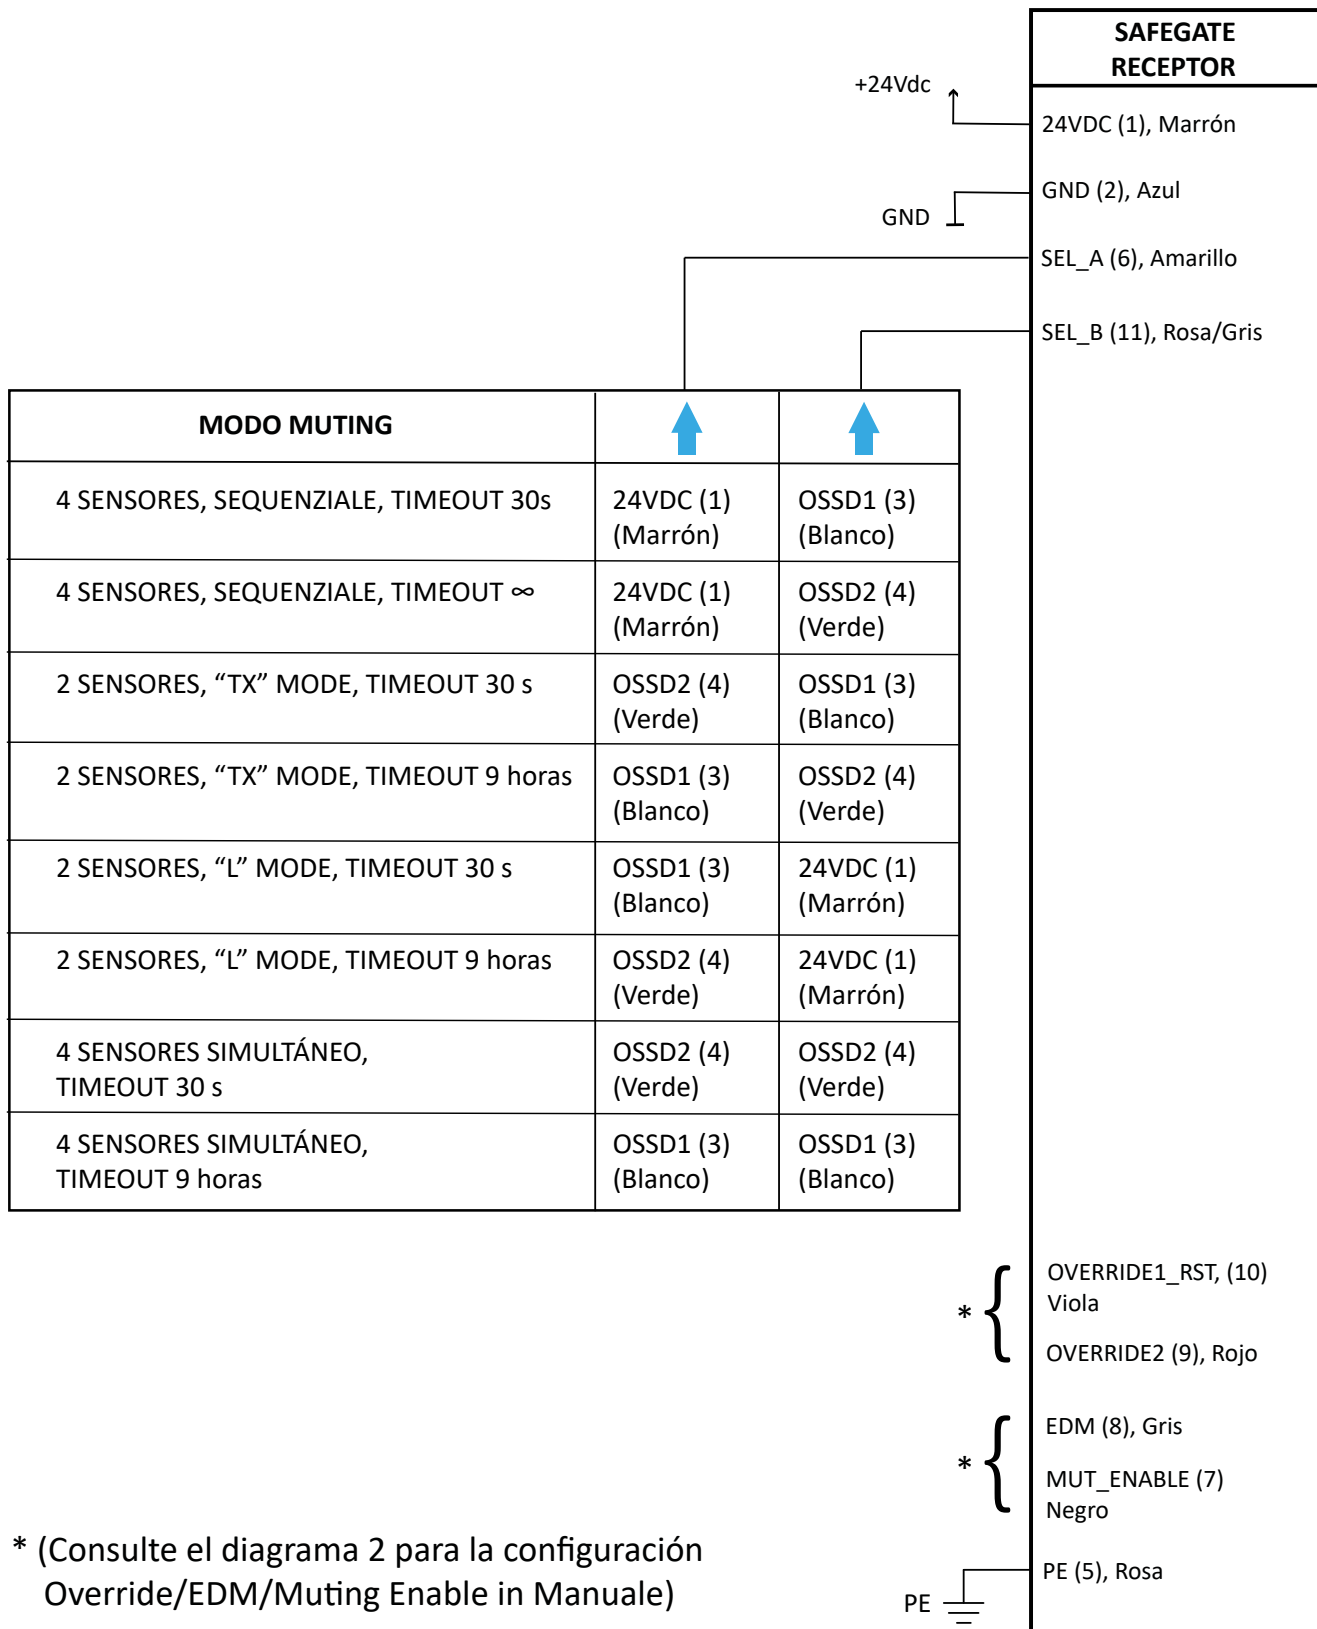 SAFEGATE
RECEPTOR
+24Vdc
24VDC (1), Marrón
GND (2), Azul
GND
SEL_A (6), Amarillo
SEL_B (11), Rosa/Gris
MODO MUTING
4 SENSORES, SEQUENZIALE, TIMEOUT 30s
24VDC (1)
(Marrón)
OSSD1 (3)
(Blanco)
4 SENSORES, SEQUENZIALE, TIMEOUT ∞
24VDC (1)
(Marrón)
OSSD2 (4)
(Verde)
2 SENSORES, “TX” MODE, TIMEOUT 30 s
OSSD2 (4)
(Verde)
OSSD1 (3)
(Blanco)
2 SENSORES, “TX” MODE, TIMEOUT 9 horas
OSSD1 (3)
(Blanco)
OSSD2 (4)
(Verde)
2 SENSORES, “L” MODE, TIMEOUT 30 s
OSSD1 (3)
(Blanco)
24VDC (1)
(Marrón)
2 SENSORES, “L” MODE, TIMEOUT 9 horas
OSSD2 (4)
(Verde)
24VDC (1)
(Marrón)
4 SENSORES SIMULTÁNEO,
TIMEOUT 30 s
OSSD2 (4)
(Verde)
OSSD2 (4)
(Verde)
4 SENSORES SIMULTÁNEO,
TIMEOUT 9 horas
OSSD1 (3)
(Blanco)
OSSD1 (3)
(Blanco)
* {
OVERRIDE1_RST, (10)
Viola
OVERRIDE2 (9), Rojo
* {
EDM (8), Gris
MUT_ENABLE (7)
Negro
* (Consulte el diagrama 2 para la configuración
Override/EDM/Muting Enable in Manuale)
PE (5), Rosa
PE